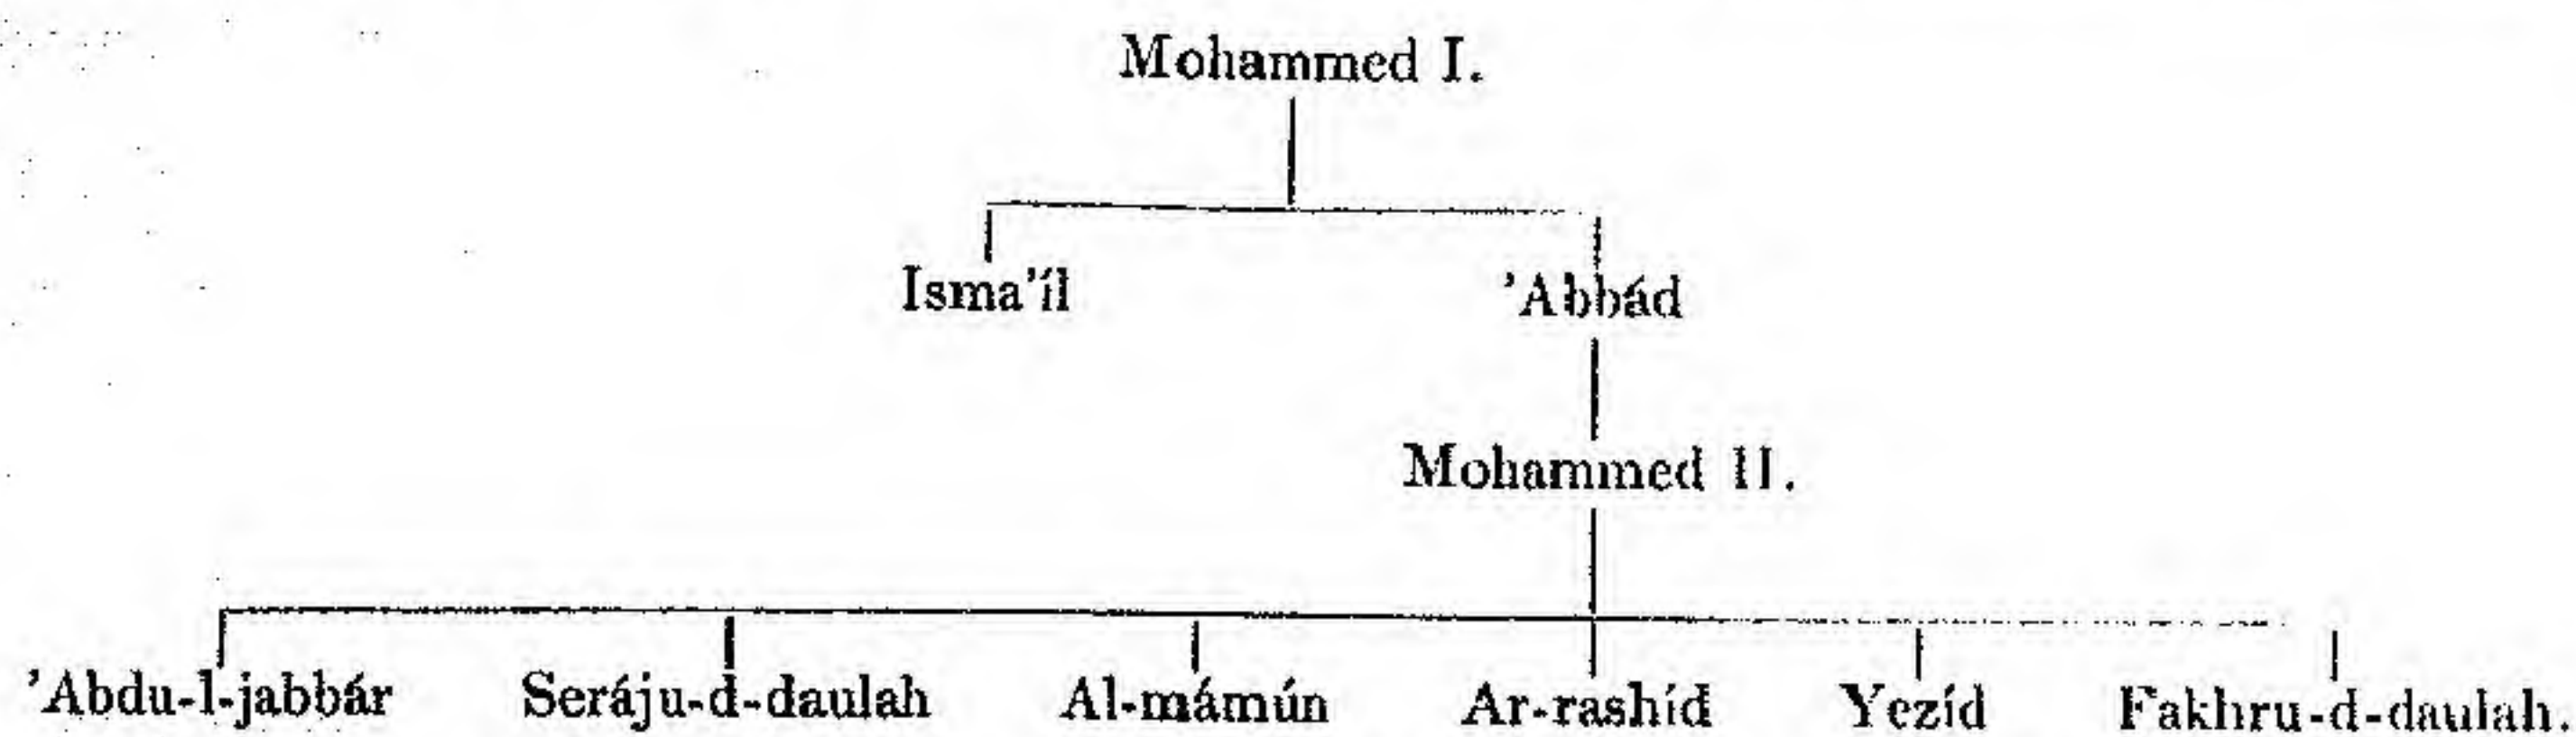 Mohammed I.
Isma’íl ’Abbád
Mohammed II.
’Abdu-l-jabbár Seráju-d-daulah Al-mámún Ar-rashíd Yezíd Fakhru-d-daulah.